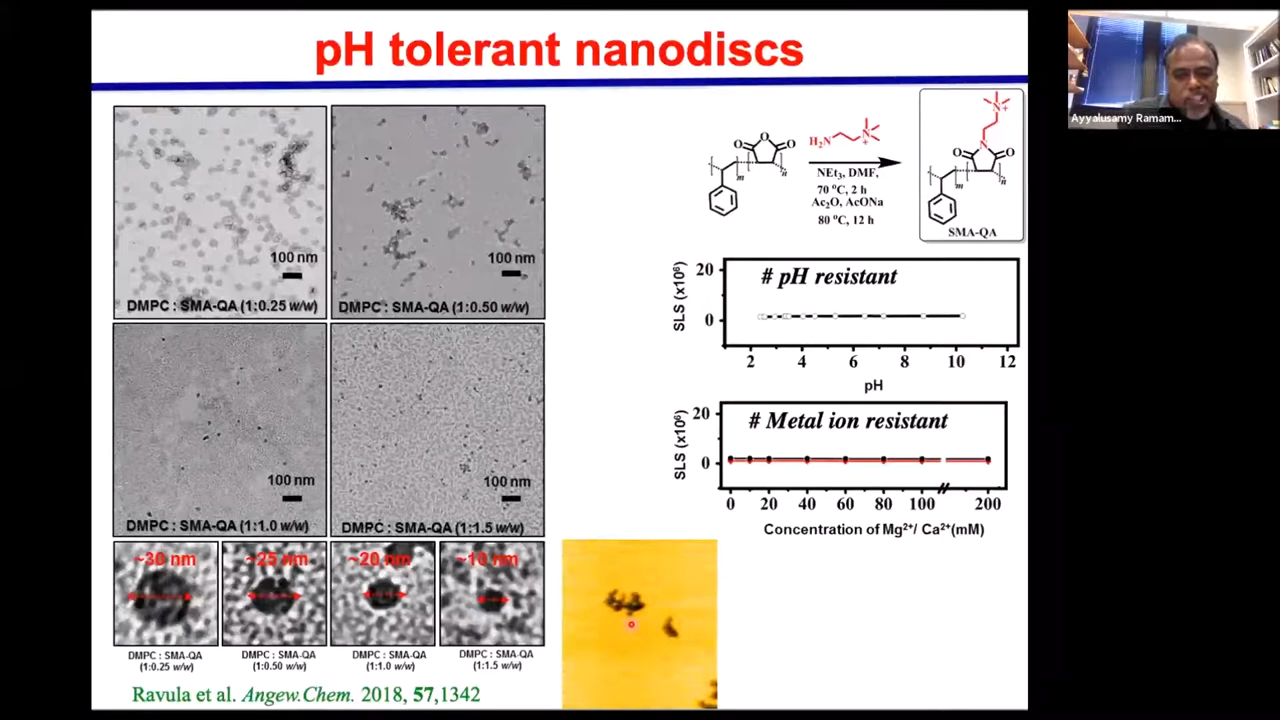 pH tolerant nanodiscs
Ayyalusamy Ramam...
100 nm
DMPC : SMA-QA (1:0.25 w/w)
100 nm
DMPC : SMA-QA (1:0.50 w/w)
100 nm
DMPC : SMA-QA (1:1.0 w/w)
100 nm
DMPC : SMA-QA (1:1.5 w/w)
~30 nm
~25 nm
~20 nm
~10 nm
DMPC : SMA-QA
(1:0.25 w/w)
DMPC : SMA-QA
(1:0.50 w/w)
DMPC : SMA-QA
(1:1.0 w/w)
DMPC : SMA-QA
(1:1.5 w/w)
Ravula et al. Angew.Chem. 2018, 57,1342
O O O
m n
H₂N N+
NEt₃, DMF,
70 °C, 2 h
Ac₂O, AcONa
80 °C, 12 h
N+
N
O O
m n
SMA-QA
# pH resistant
SLS (x10⁶)
20
0
2 4 6 8 10 12
pH
# Metal ion resistant
SLS (x10⁶)
20
0
0 20 40 60 80 100 200
Concentration of Mg²⁺/ Ca²⁺(mM)